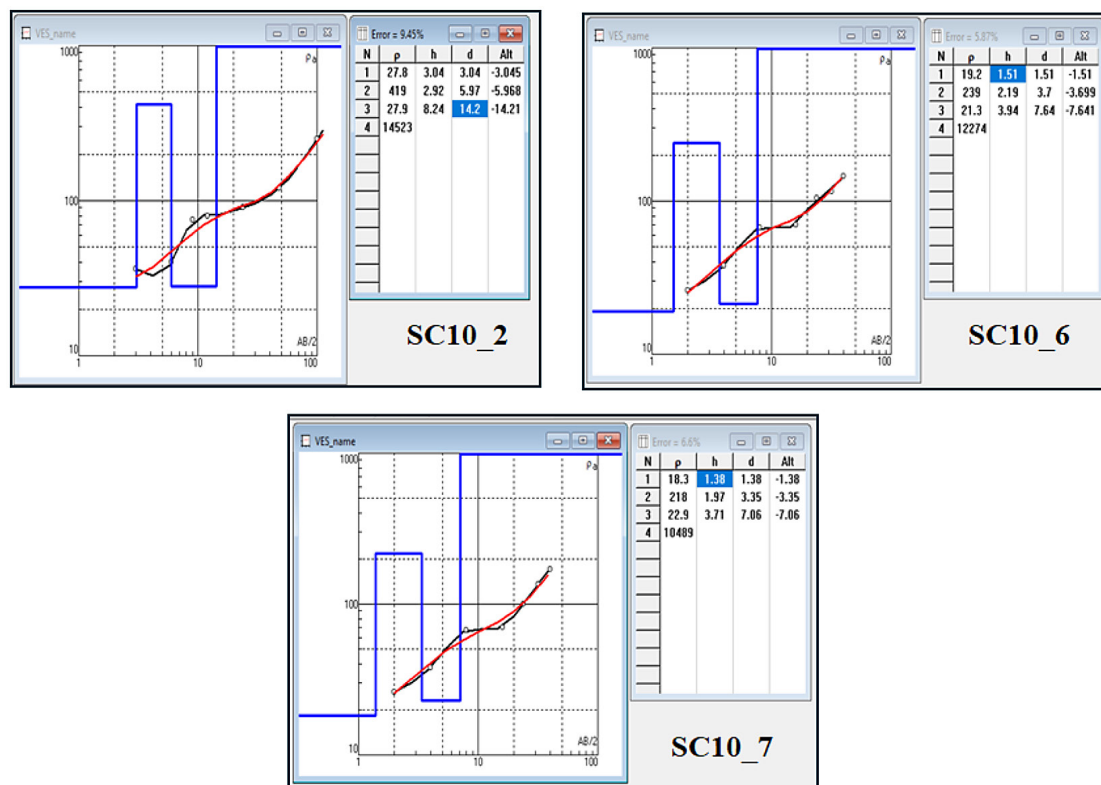 VES_name
1000
ρa
100
10
AB/2
1
10
100
Error = 9.45%
N ρ h d Alt
1 27.8 3.04 3.04 -3.045
2 419 2.92 5.97 -5.968
3 27.9 8.24 14.2 -14.21
4 14523
SC10_2
VES_name
1000
ρa
100
10
AB/2
1
10
100
Error = 5.87%
N ρ h d Alt
1 19.2 1.51 1.51 -1.51
2 239 2.19 3.7 -3.699
3 21.3 3.94 7.64 -7.641
4 12274
SC10_6
VES_name
1000
ρa
100
10
AB/2
1
10
100
Error = 6.6%
N ρ h d Alt
1 18.3 1.38 1.38 -1.38
2 218 1.97 3.35 -3.35
3 22.9 3.71 7.06 -7.06
4 10489
SC10_7